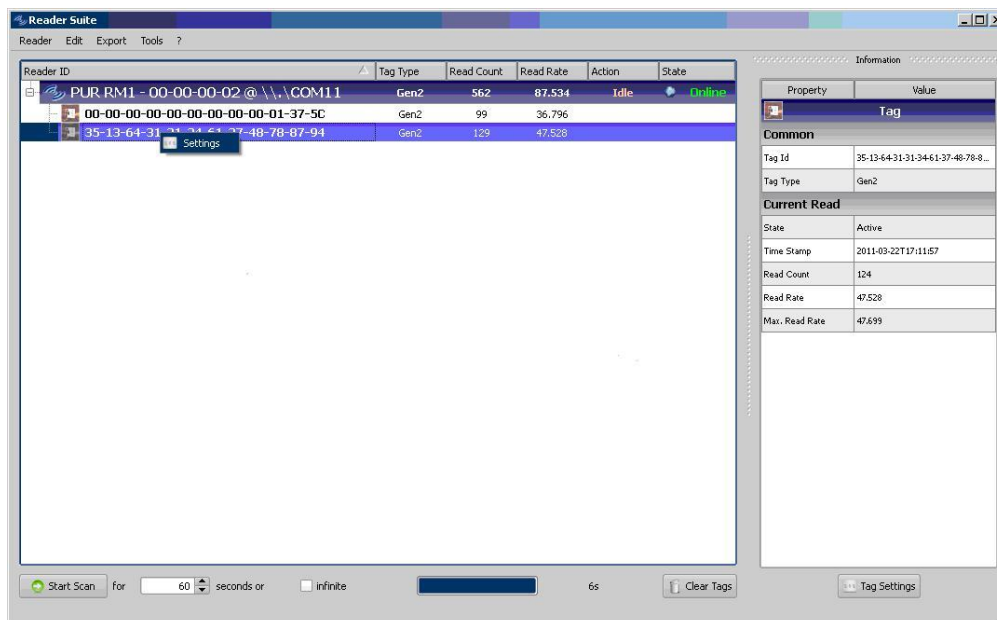 Reader Suite
Reader Edit Export Tools ?
Information
Reader ID Tag Type Read Count Read Rate Action State
PUR RM1 - 00-00-00-02 @ \\.\COM11 Gen2 562 87.534 Idle Online
00-00-00-00-00-00-00-00-00-01-37-5C Gen2 99 36.796
35-13-64-31-31-34-61-37-48-78-87-94 Gen2 129 47.528
Settings
Property Value
Tag
Common
Tag Id 35-13-64-31-31-34-61-37-48-78-8...
Tag Type Gen2
Current Read
State Active
Time Stamp 2011-03-22T17:11:57
Read Count 124
Read Rate 47.528
Max. Read Rate 47.699
Start Scan for 60 seconds or infinite 6s Clear Tags Tag Settings